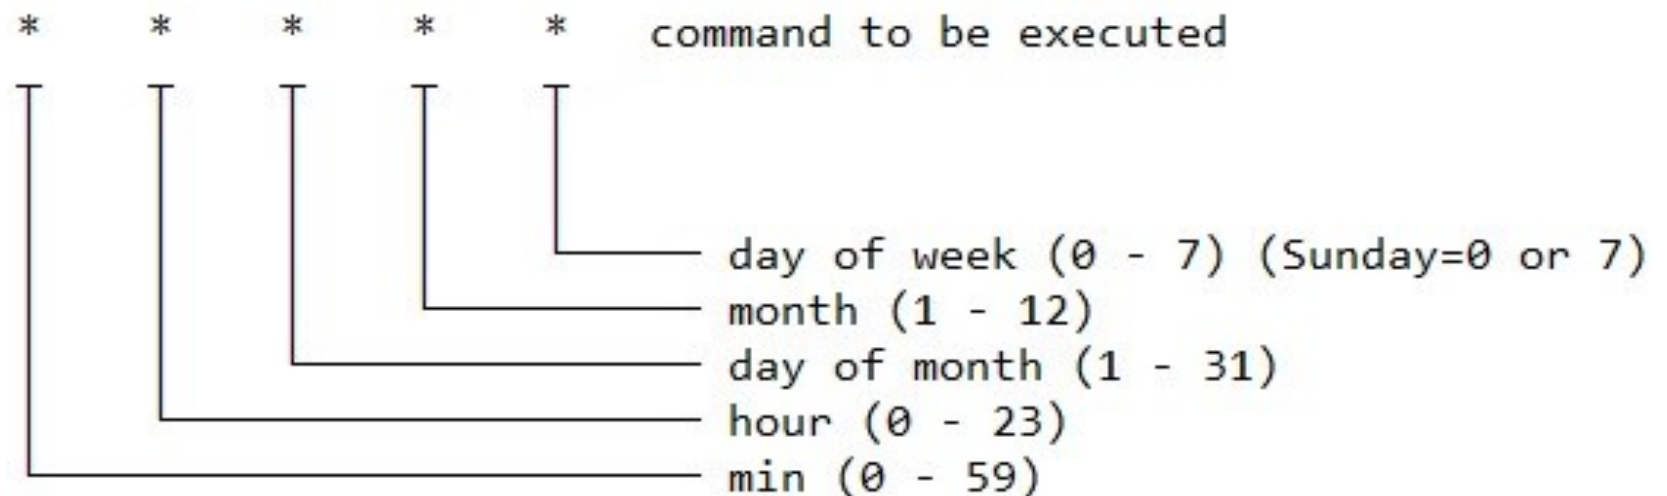 * * * * * command to be executed
day of week (0 - 7) (Sunday=0 or 7)
month (1 - 12)
day of month (1 - 31)
hour (0 - 23)
min (0 - 59)